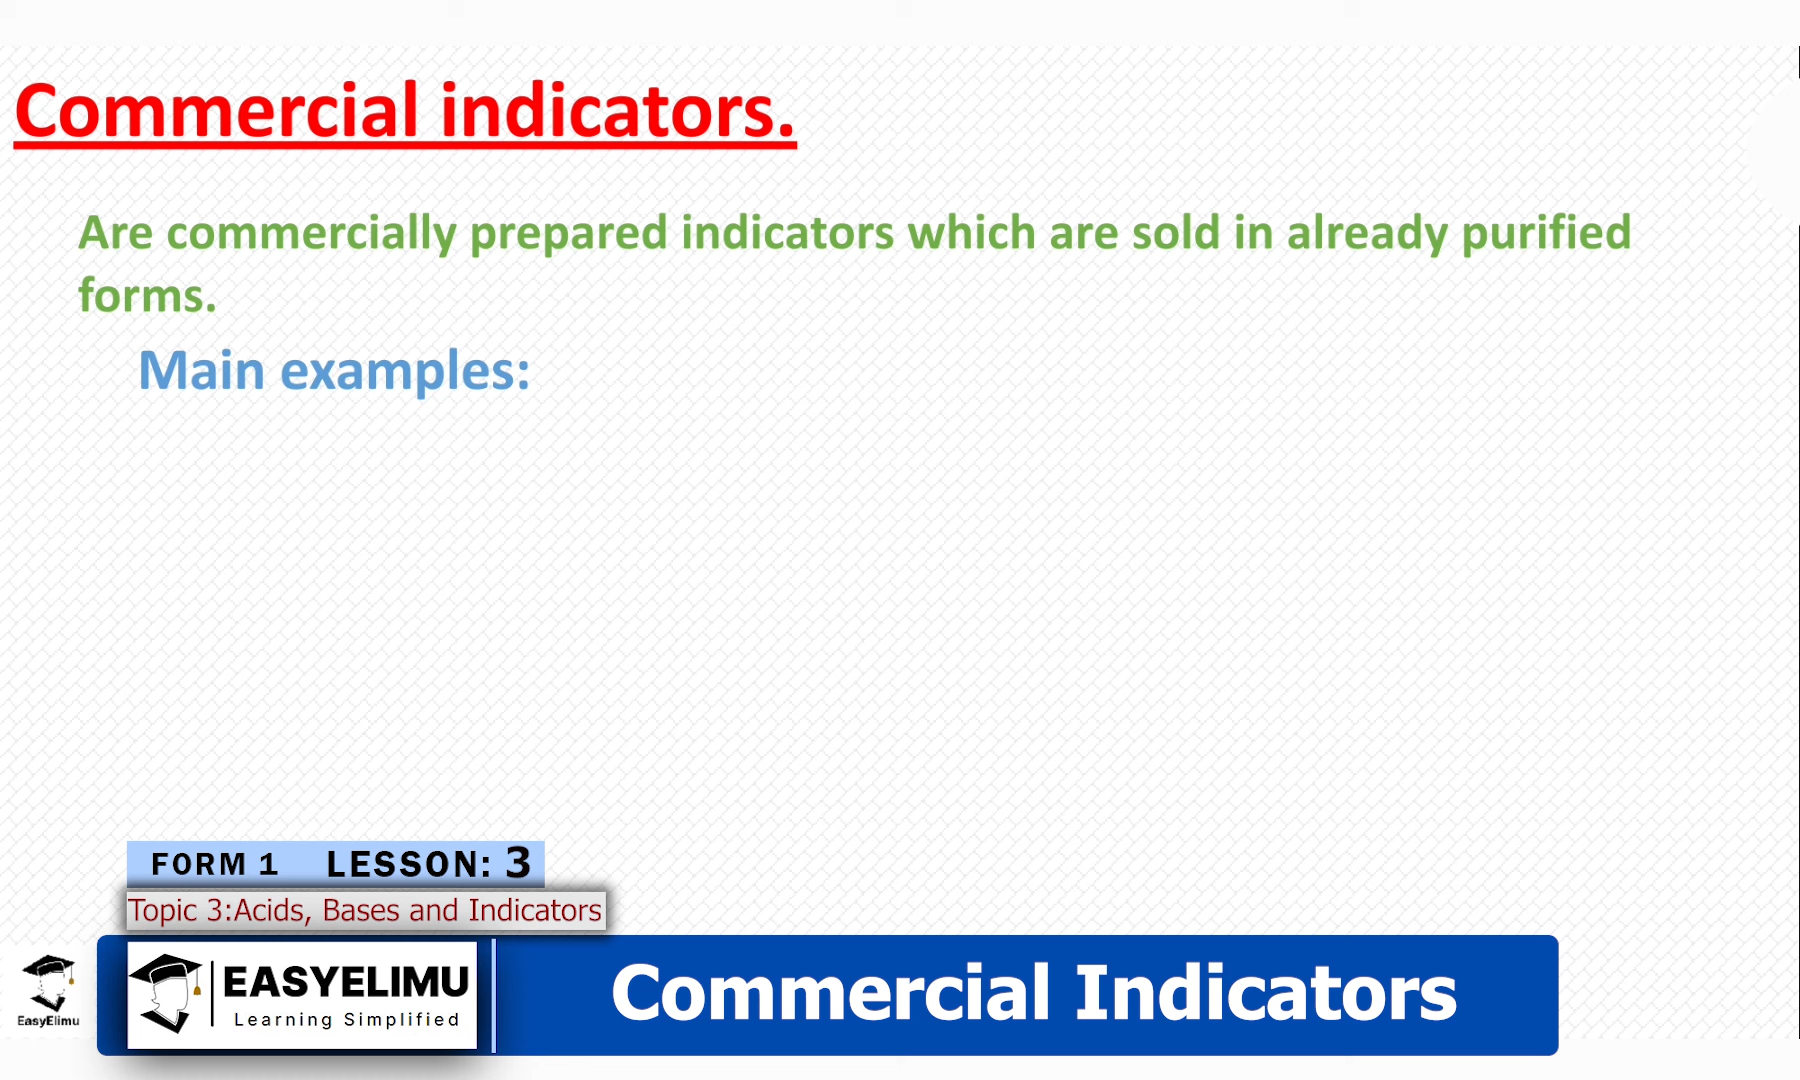 Commercial indicators.
Are commercially prepared indicators which are sold in already purified
forms.
Main examples:
FORM 1 LESSON: 3
Topic 3:Acids, Bases and Indicators
EasyElimu
EASYELIMU
Learning Simplified
Commercial Indicators